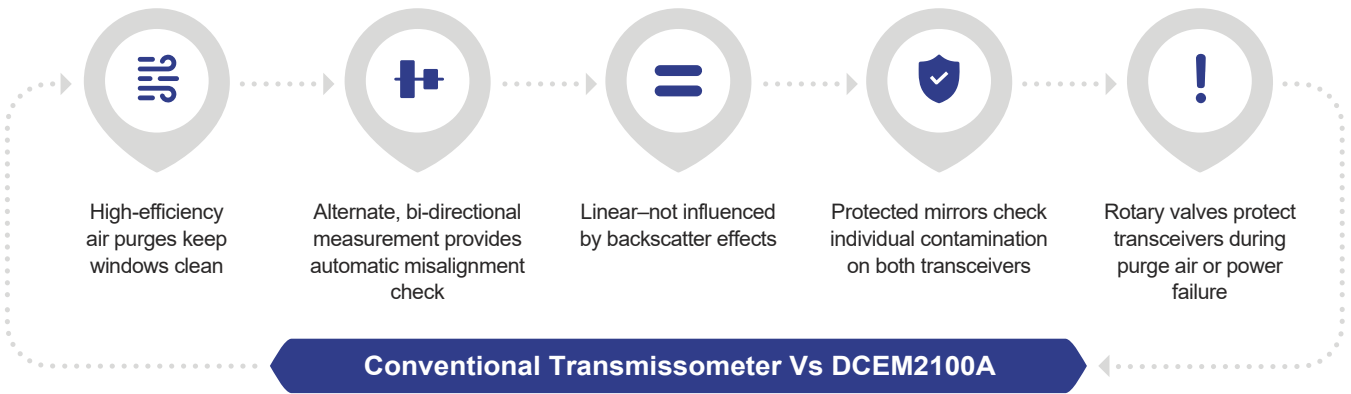 High-efficiency
air purges keep
windows clean
Alternate, bi-directional
measurement provides
automatic misalignment
check
Linear–not influenced
by backscatter effects
Protected mirrors check
individual contamination
on both transceivers
Rotary valves protect
transceivers during
purge air or power
failure
Conventional Transmissometer Vs DCEM2100A